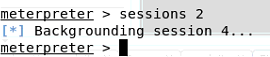 meterpreter > sessions 2
[*] Backgrounding session 4...
meterpreter >